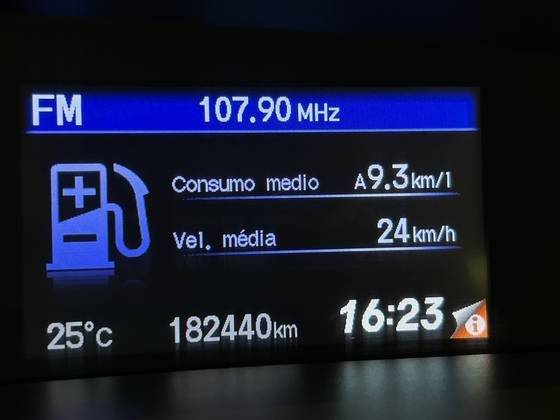 FM 107.90 MHz
Consumo medio A9.3km/l
Vel. média 24km/h
25°C 182440km 16:23